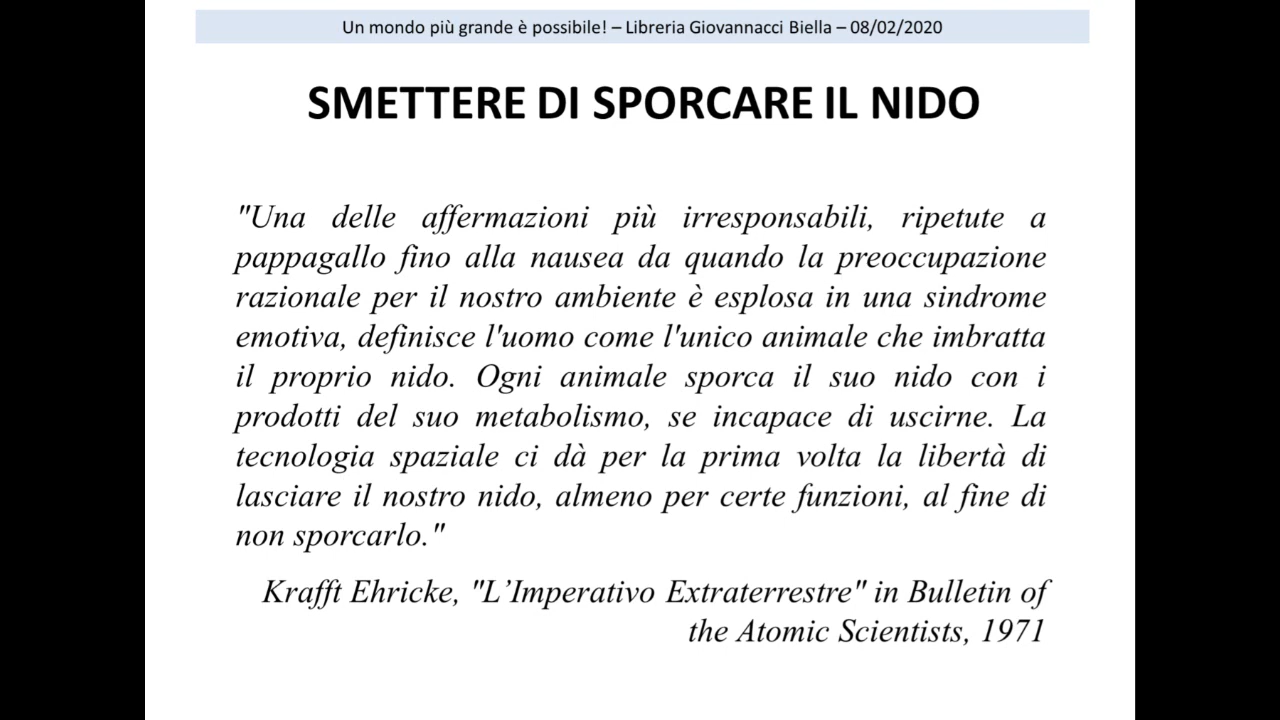 Un mondo più grande è possibile! – Libreria Giovannacci Biella – 08/02/2020
SMETTERE DI SPORCARE IL NIDO
"Una delle affermazioni più irresponsabili, ripetute a
pappagallo fino alla nausea da quando la preoccupazione
razionale per il nostro ambiente è esplosa in una sindrome
emotiva, definisce l'uomo come l'unico animale che imbratta
il proprio nido. Ogni animale sporca il suo nido con i
prodotti del suo metabolismo, se incapace di uscirne. La
tecnologia spaziale ci dà per la prima volta la libertà di
lasciare il nostro nido, almeno per certe funzioni, al fine di
non sporcarlo."
Krafft Ehricke, "L’Imperativo Extraterrestre" in Bulletin of
the Atomic Scientists, 1971